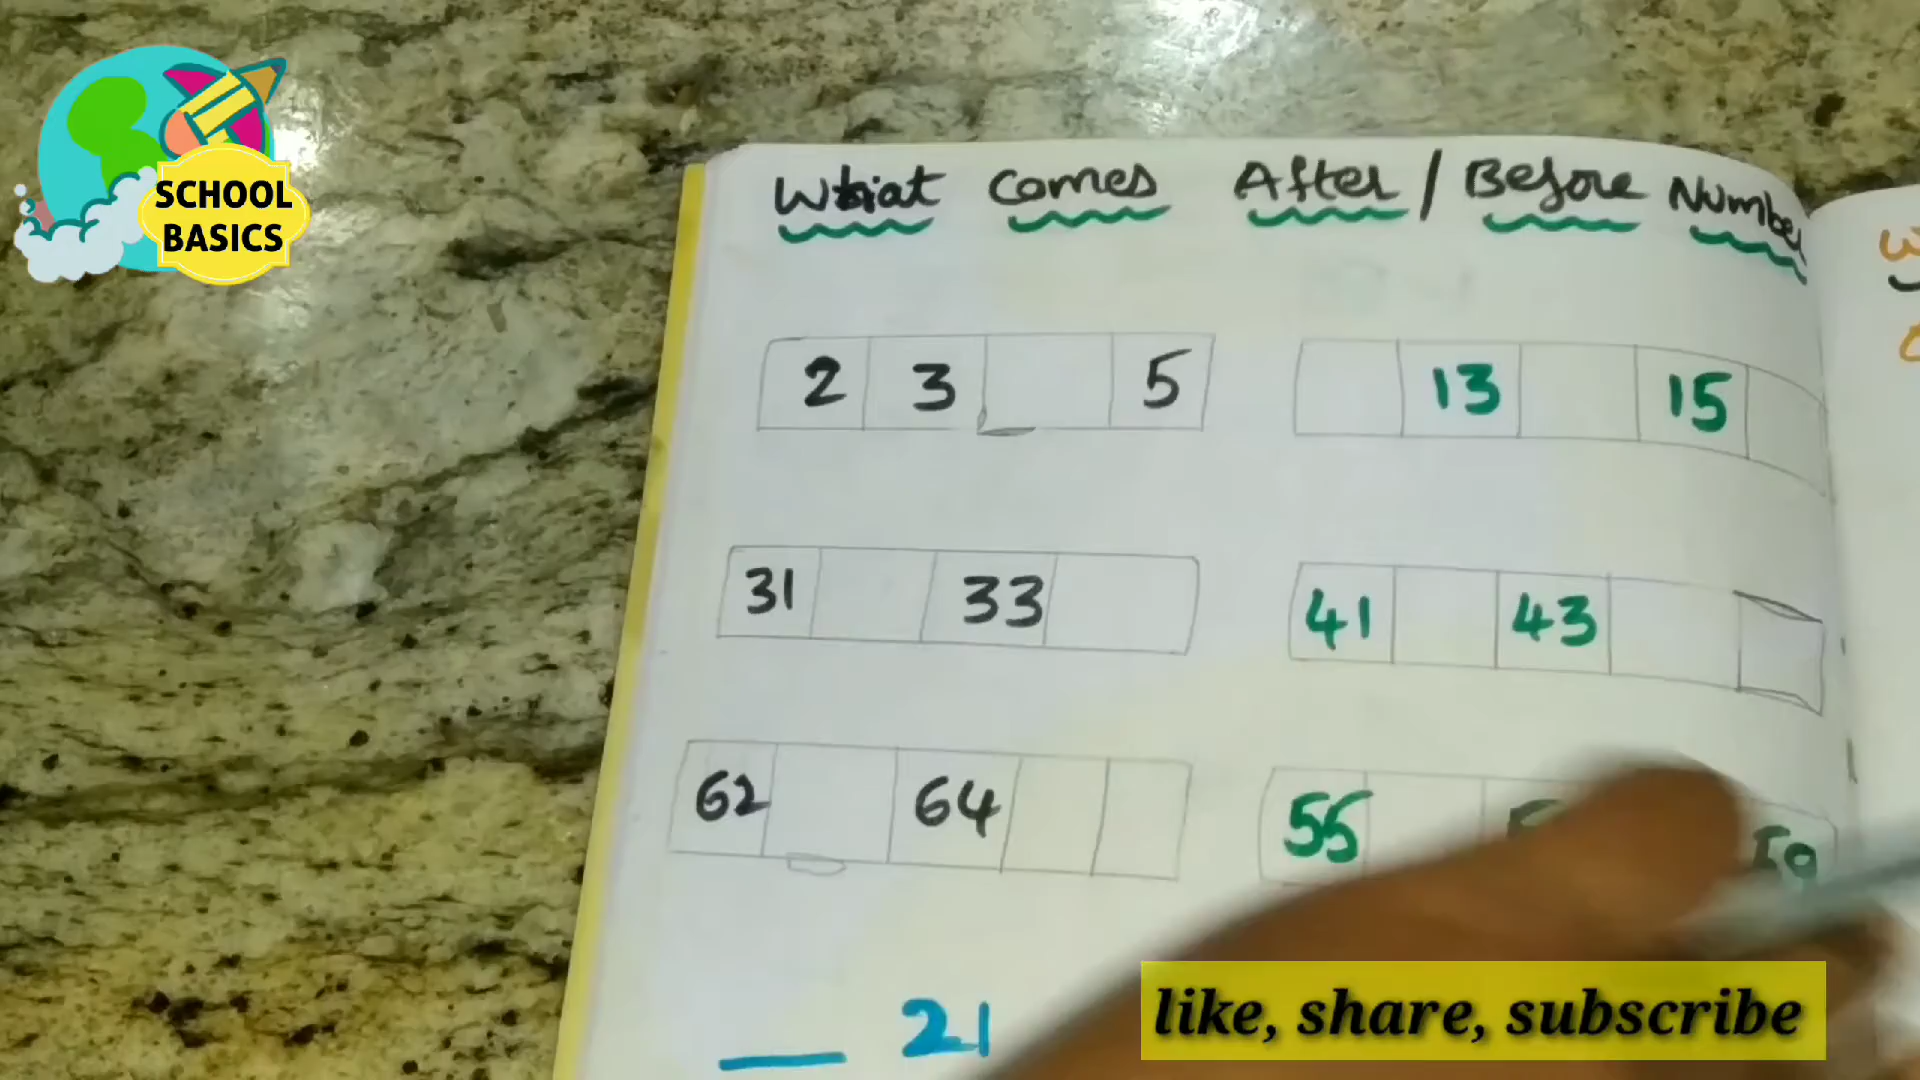 SCHOOL
BASICS
What Comes After / Before Number
2 3 5
13 15
31 33
41 43
62 64
55 59
21
like, share, subscribe